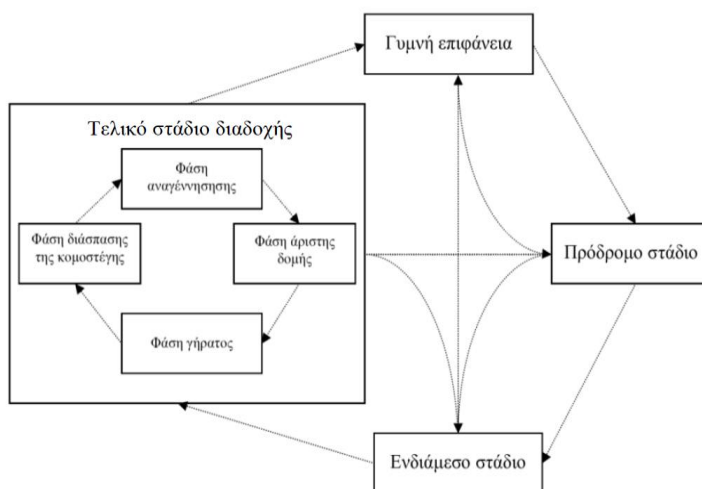 Γυμνή επιφάνεια
Τελικό στάδιο διαδοχής
Φάση
αναγέννησησης
Φάση διάσπασης
της κομοστέγης
Φάση άριστης
δομής
Φάση γήρατος
Πρόδρομο στάδιο
Ενδιάμεσο στάδιο